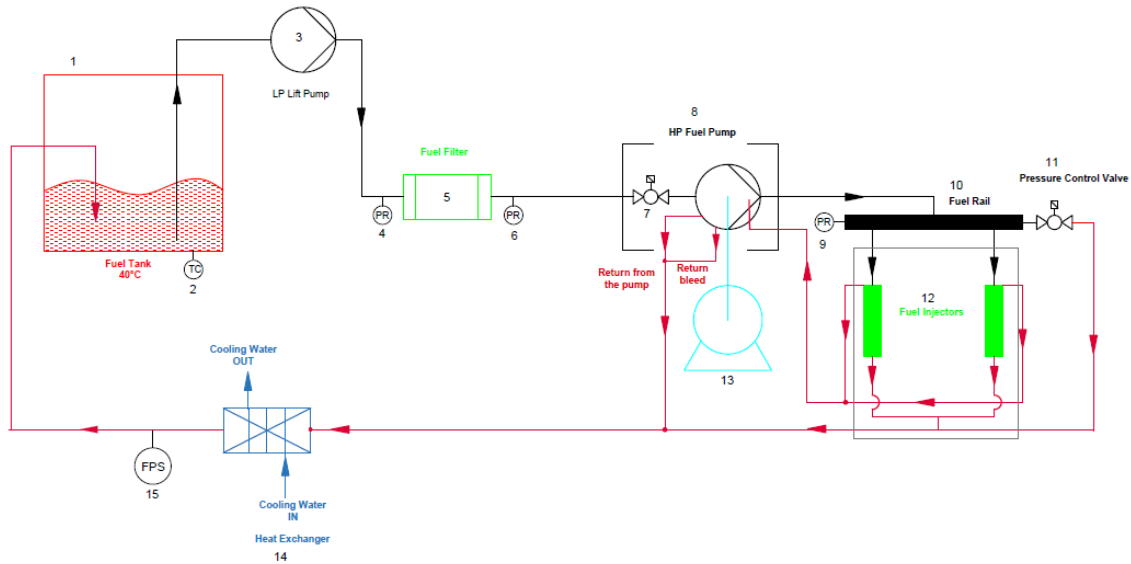 1
3
LP Lift Pump
Fuel Tank
40°C
TC
2
Fuel Filter
5
PR
4
PR
6
8
HP Fuel Pump
7
Return from
the pump
Return
bleed
13
10
Fuel Rail
11
Pressure Control Valve
PR
9
12
Fuel Injectors
Cooling Water
OUT
Cooling Water
IN
Heat Exchanger
14
FPS
15